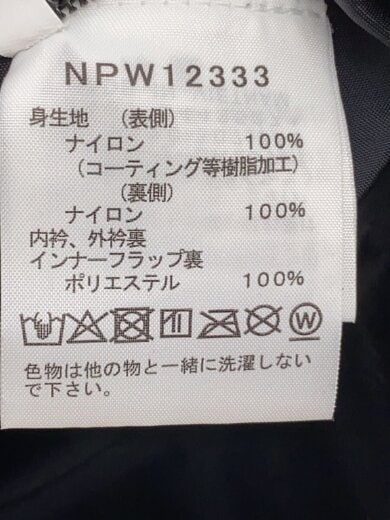 NPW12333
身生地 （表側）
ナイロン 100%
（コーティング等樹脂加工）
（裏側）
ナイロン 100%
内衿、外衿裏
インナーフラップ裏
ポリエステル 100%
W
色物は他の物と一緒に洗濯しない
で下さい。